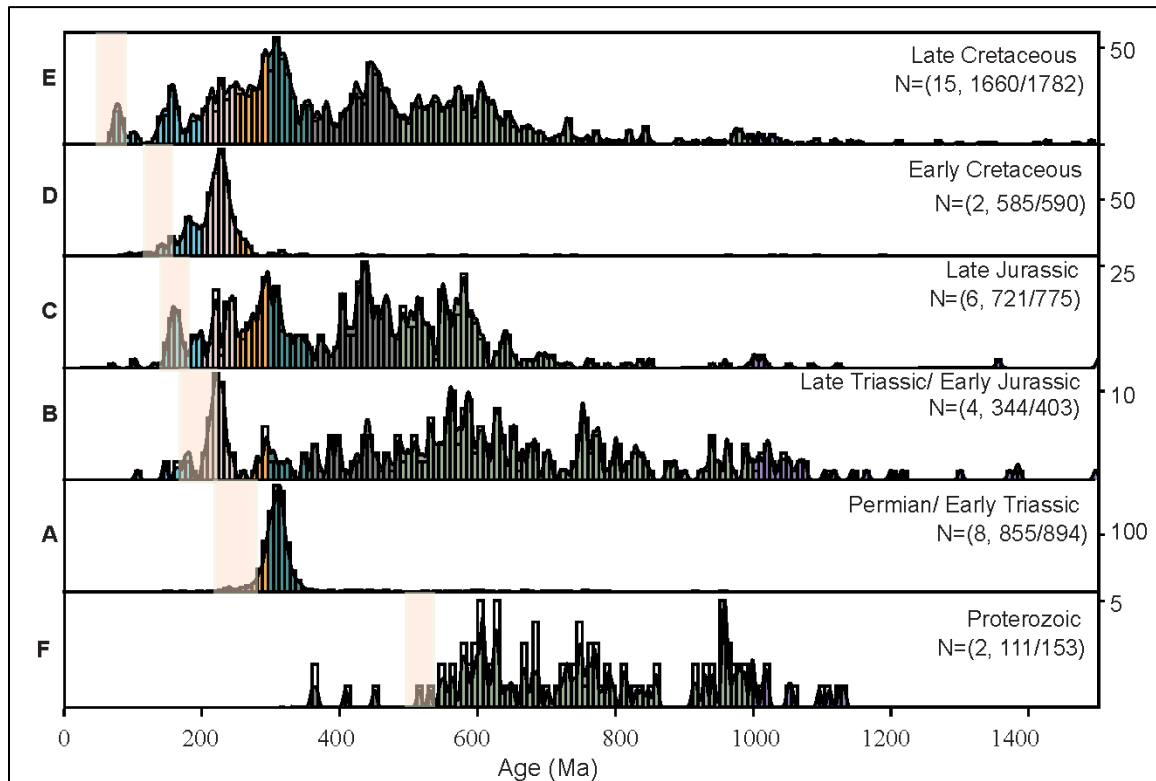 E
Late Cretaceous
N=(15, 1660/1782)
50
D
Early Cretaceous
N=(2, 585/590)
50
C
Late Jurassic
N=(6, 721/775)
25
B
Late Triassic/ Early Jurassic
N=(4, 344/403)
10
A
Permian/ Early Triassic
N=(8, 855/894)
100
F
Proterozoic
N=(2, 111/153)
5
0 200 400 600 800 1000 1200 1400
Age (Ma)